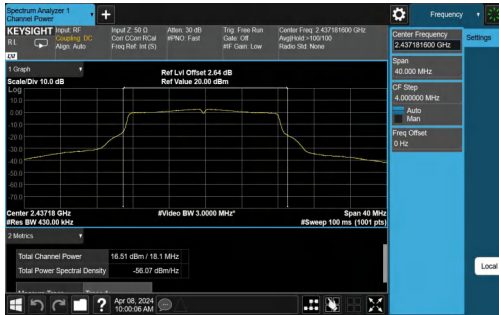 Spectrum Analyzer 1
Channel Power
Frequency
KEYSIGHT
RL
Input: RF
Coupling: DC
Align: Auto
Input Z: 50 Ω
Corr CCorr RCal
Freq Ref: Int (S)
Atten: 30 dB
#PNO: Fast
Trig: Free Run
Gate: Off
#IF Gain: Low
Center Freq: 2.437181600 GHz
Avg|Hold:>100/100
Radio Std: None
Center Frequency
2.437181600 GHz
Settings
Span
40.000 MHz
CF Step
4.000000 MHz
Auto
Man
Freq Offset
0 Hz
1 Graph
Scale/Div 10.0 dB
Ref Lvl Offset 2.64 dB
Ref Value 20.00 dBm
Log
10.0
0.00
-10.0
-20.0
-30.0
-40.0
-50.0
-60.0
-70.0
Center 2.43718 GHz
#Res BW 430.00 kHz
#Video BW 3.0000 MHz*
Span 40 MHz
#Sweep 100 ms (1001 pts)
2 Metrics
Total Channel Power 16.51 dBm / 18.1 MHz
Total Power Spectral Density -56.07 dBm/Hz
Local
?
Apr 08, 2024
10:00:06 AM